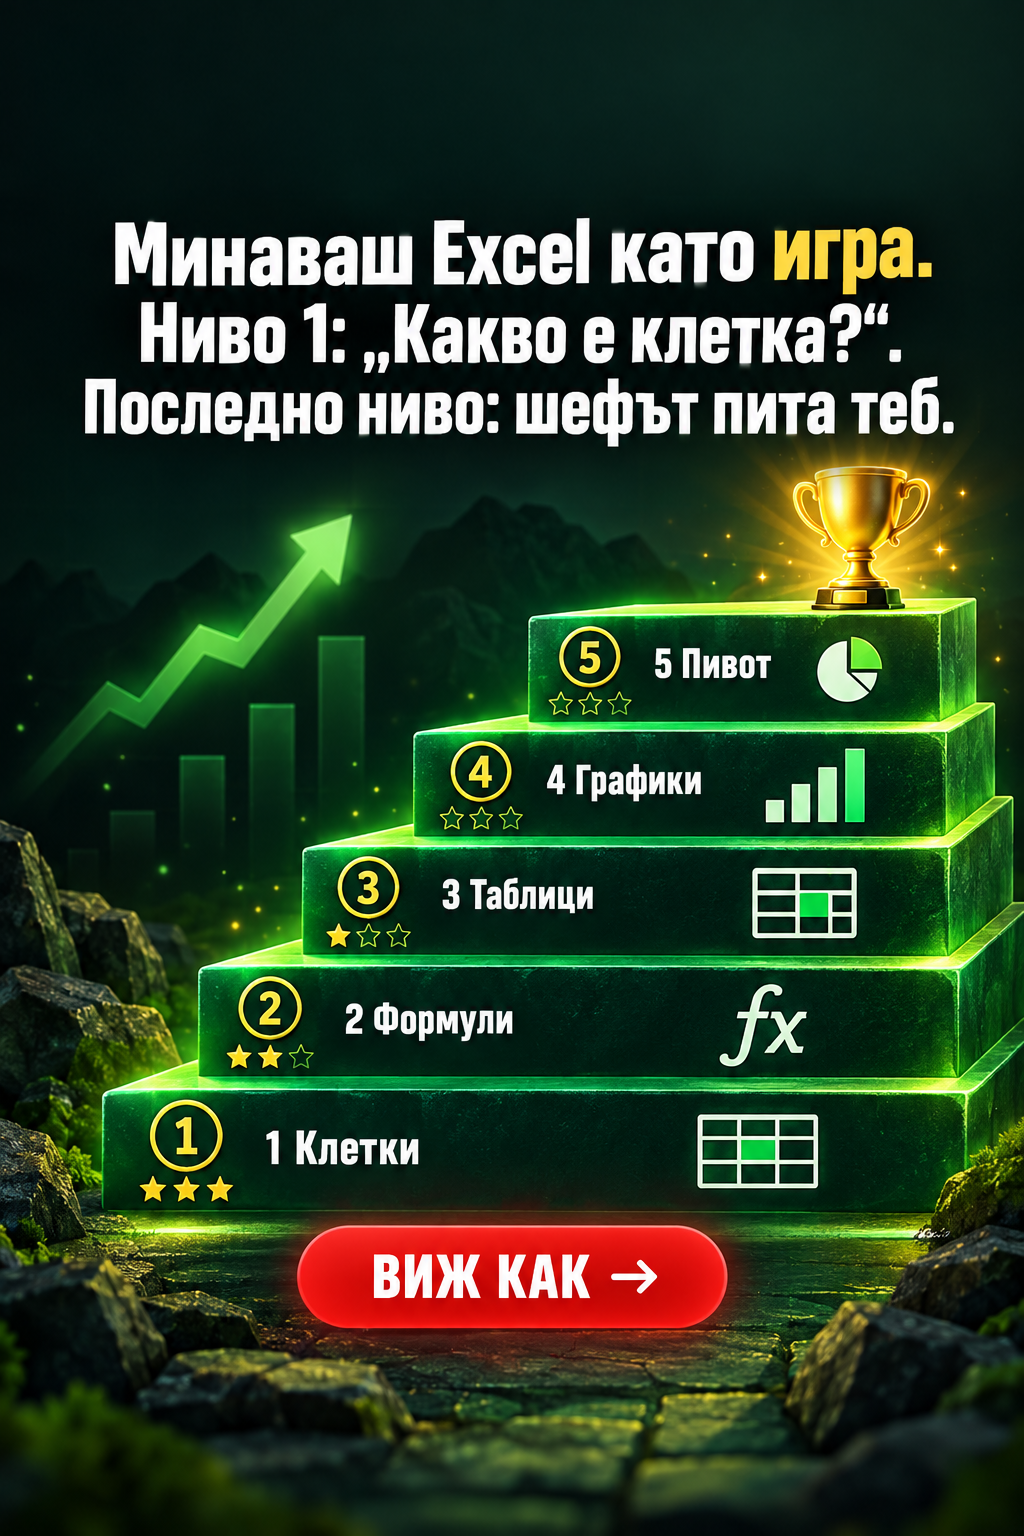 Минаваш Excel като игра.
Ниво 1: „Какво е клетка?“.
Последно ниво: шефът пита теб.
5
5 Пивот
4
4 Графики
3
3 Таблици
2
2 Формули
fx
1
1 Клетки
ВИЖ КАК →